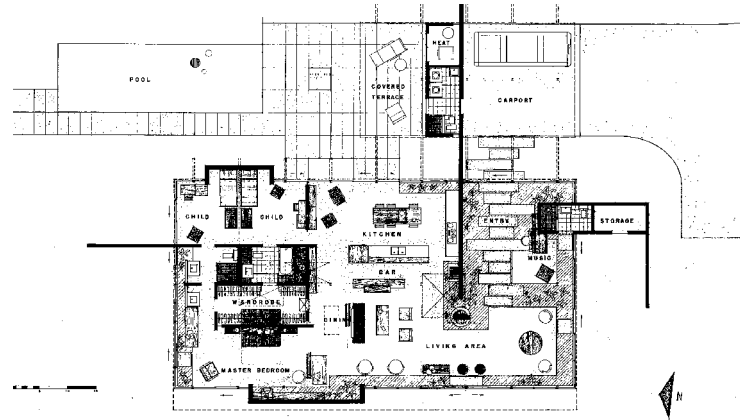 HEAT
POOL
COVERED
TERRACE
CARPORT
CHILD
CHILD
ENTRY
STORAGE
KITCHEN
MUSIC
BAR
WARDROBE
DINING
LIVING AREA
MASTER BEDROOM
N